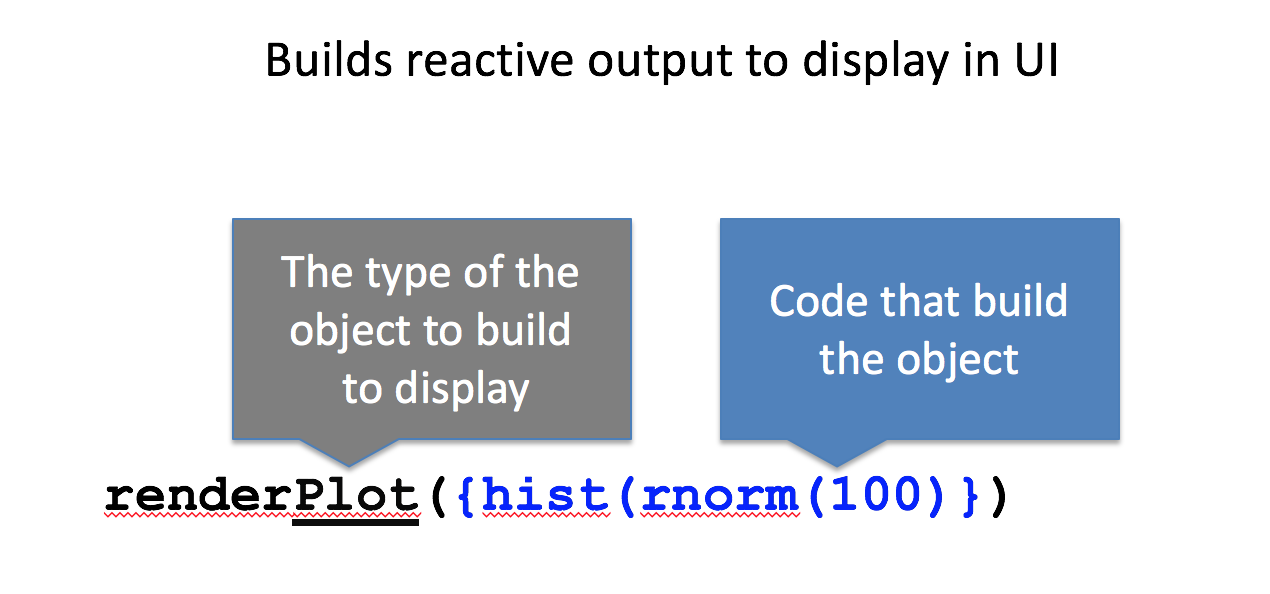 Builds reactive output to display in UI
The type of the
object to build
to display
Code that build
the object
renderPlot({hist(rnorm(100)})